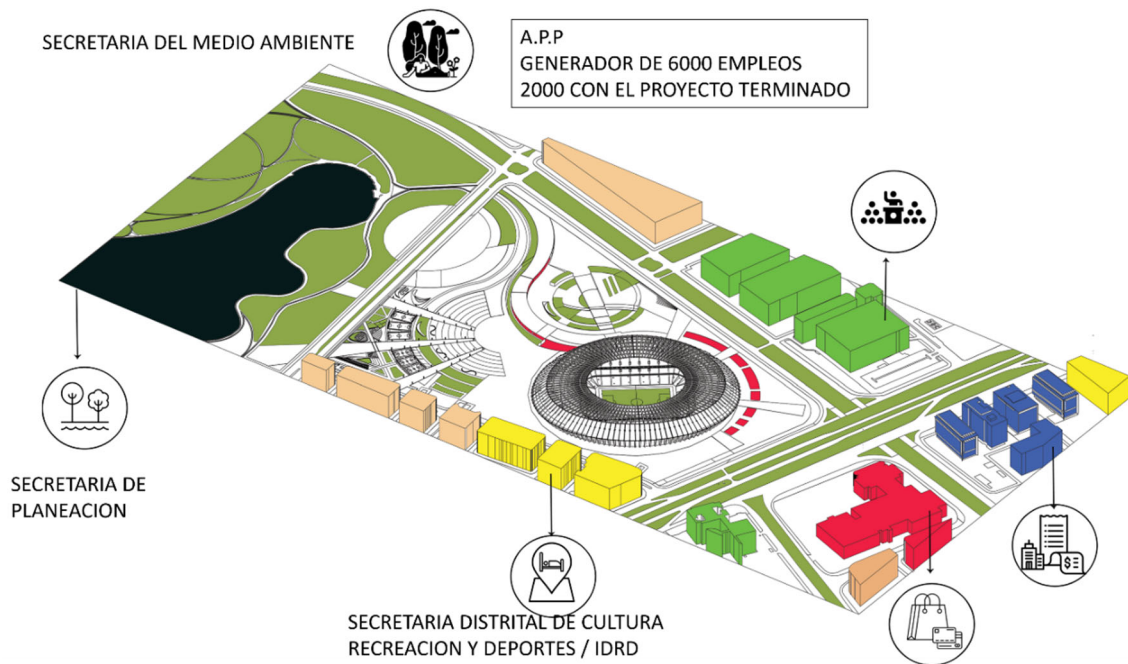 SECRETARIA DEL MEDIO AMBIENTE
A.P.P
GENERADOR DE 6000 EMPLEOS
2000 CON EL PROYECTO TERMINADO
SECRETARIA DE
PLANEACION
SECRETARIA DISTRITAL DE CULTURA
RECREACION Y DEPORTES / IDRD
$